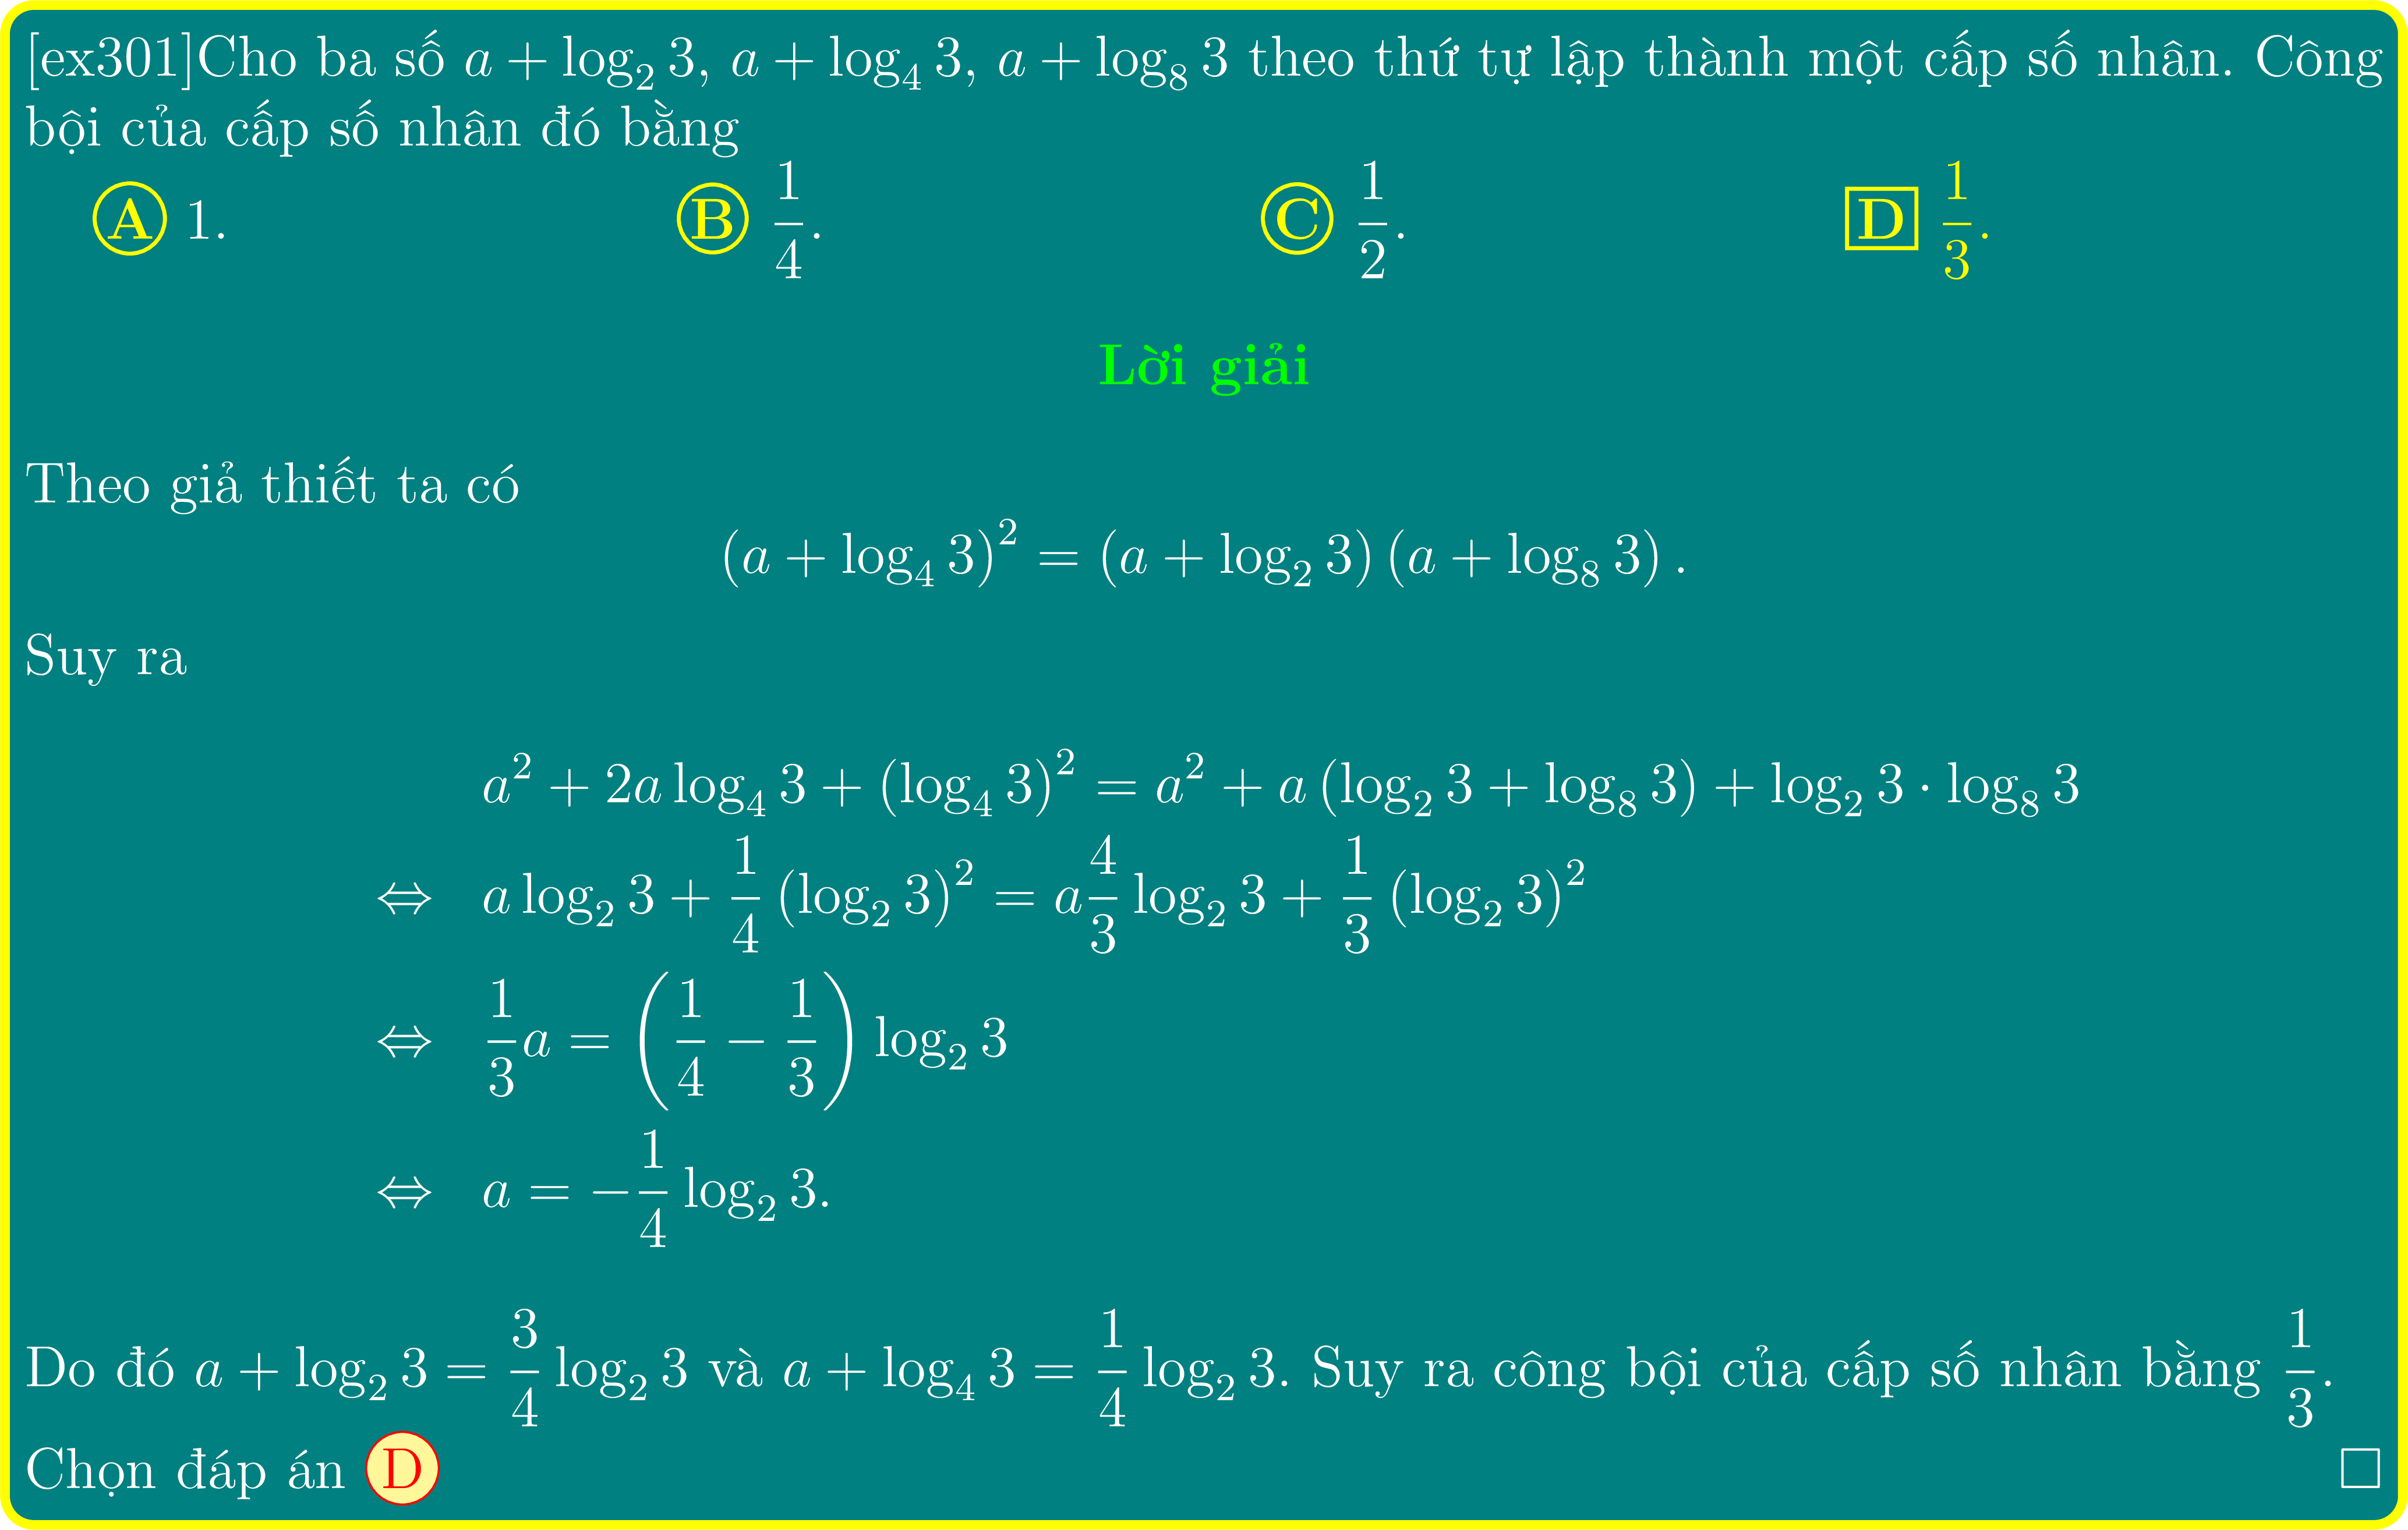 [ex301]Cho ba số $a + \log_2 3$, $a + \log_4 3$, $a + \log_8 3$ theo thứ tự lập thành một cấp số nhân. Công
bội của cấp số nhân đó bằng
Ⓐ 1. Ⓑ $\frac{1}{4}$. Ⓒ $\frac{1}{2}$. D $\frac{1}{3}$.
Lời giải
Theo giả thiết ta có
$(a + \log_4 3)^2 = (a + \log_2 3)(a + \log_8 3).$
Suy ra
$a^2 + 2a\log_4 3 + (\log_4 3)^2 = a^2 + a(\log_2 3 + \log_8 3) + \log_2 3 \cdot \log_8 3$
$\Leftrightarrow a\log_2 3 + \frac{1}{4}(\log_2 3)^2 = a\frac{4}{3}\log_2 3 + \frac{1}{3}(\log_2 3)^2$
$\Leftrightarrow \frac{1}{3}a = \left(\frac{1}{4} - \frac{1}{3}\right)\log_2 3$
$\Leftrightarrow a = -\frac{1}{4}\log_2 3.$
Do đó $a + \log_2 3 = \frac{3}{4}\log_2 3$ và $a + \log_4 3 = \frac{1}{4}\log_2 3$. Suy ra công bội của cấp số nhân bằng $\frac{1}{3}$.
Chọn đáp án Ⓓ □